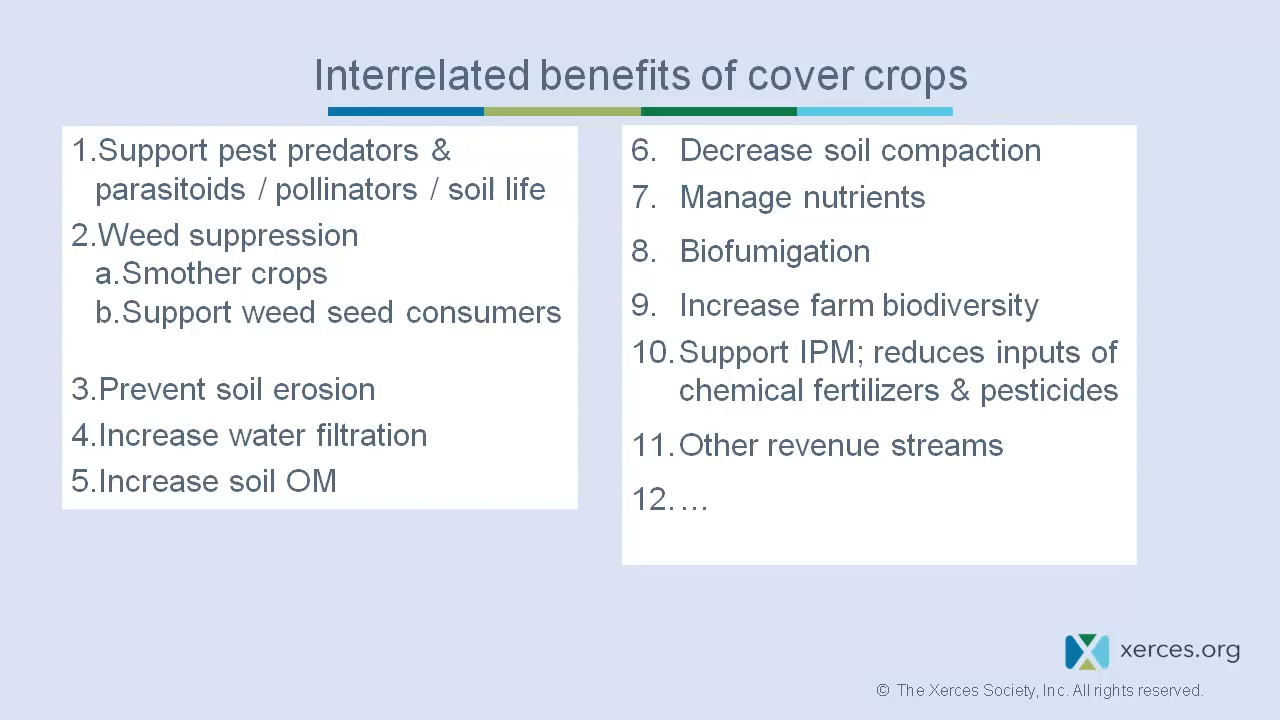 Interrelated benefits of cover crops
1.Support pest predators &
parasitoids / pollinators / soil life
2.Weed suppression
a.Smother crops
b.Support weed seed consumers
3.Prevent soil erosion
4.Increase water filtration
5.Increase soil OM
6. Decrease soil compaction
7. Manage nutrients
8. Biofumigation
9. Increase farm biodiversity
10. Support IPM; reduces inputs of
chemical fertilizers & pesticides
11. Other revenue streams
12. …
xerces.org
© The Xerces Society, Inc. All rights reserved.